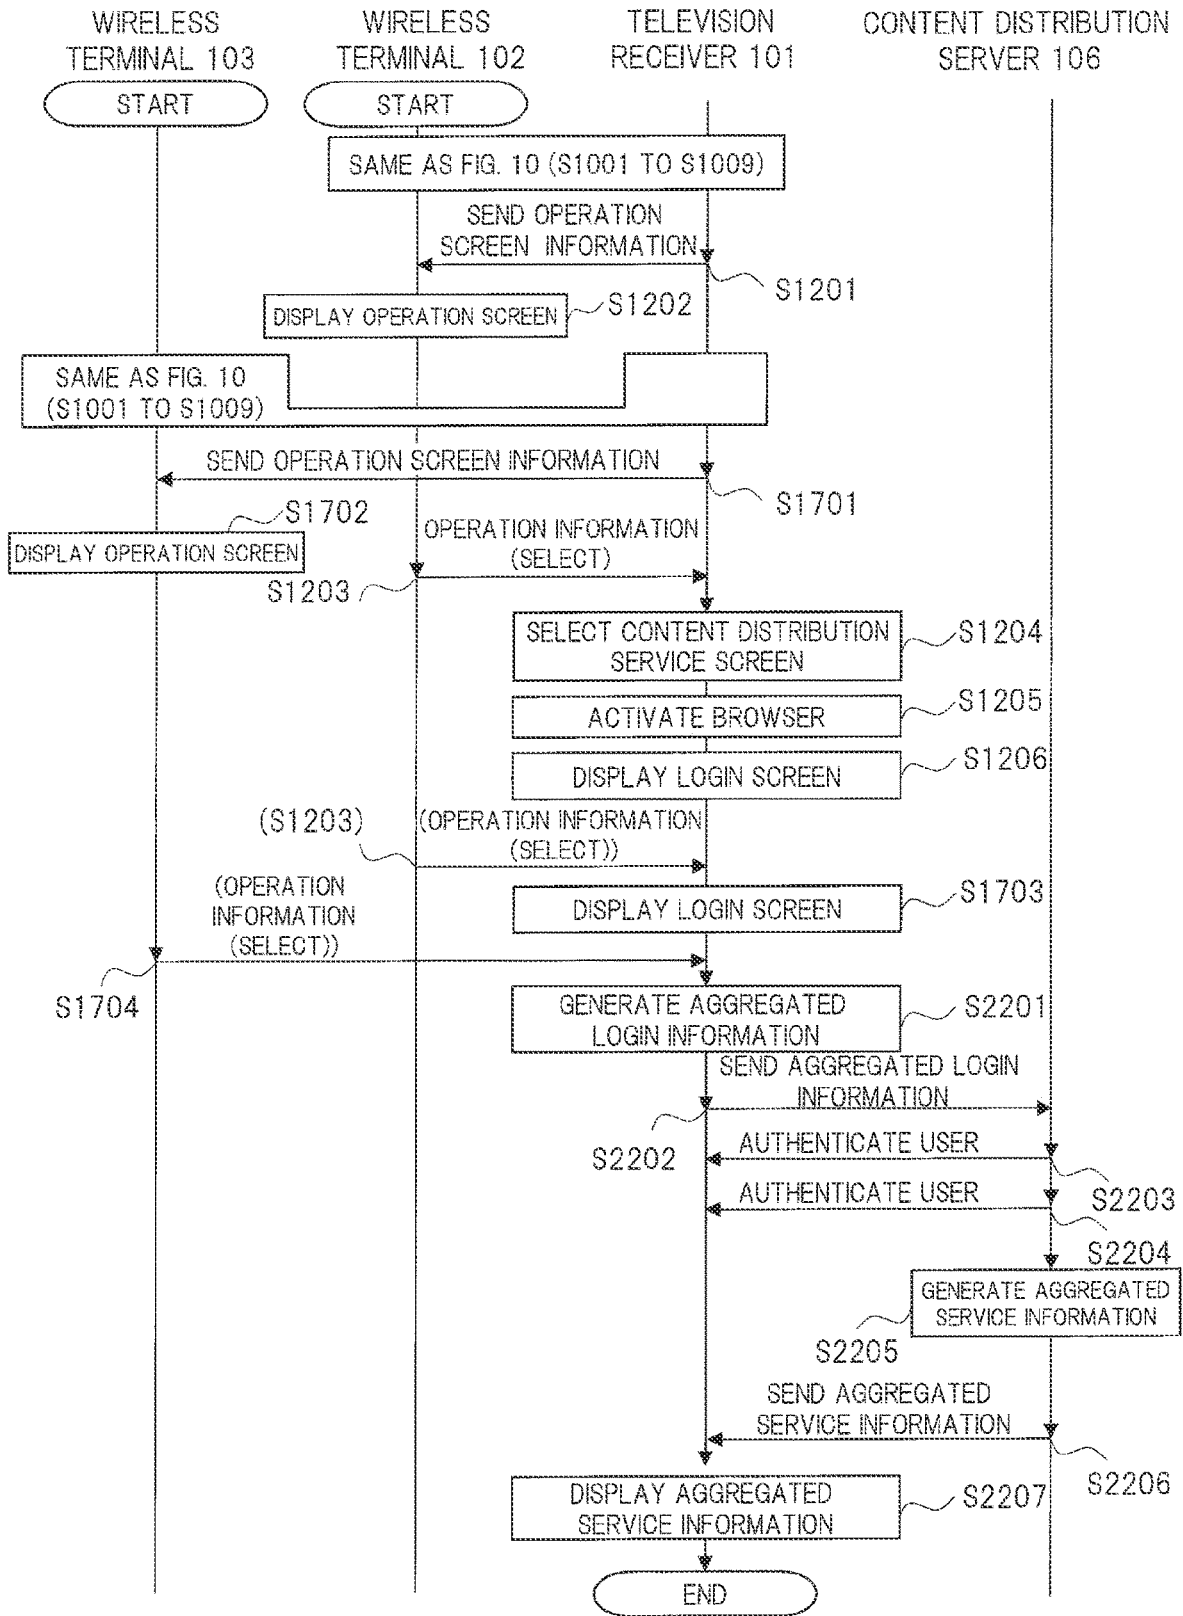 WIRELESS
TERMINAL 103
WIRELESS
TERMINAL 102
TELEVISION
RECEIVER 101
CONTENT DISTRIBUTION
SERVER 106
START
START
SAME AS FIG. 10 (S1001 TO S1009)
SEND OPERATION
SCREEN INFORMATION
S1201
DISPLAY OPERATION SCREEN
S1202
SAME AS FIG. 10
(S1001 TO S1009)
SEND OPERATION SCREEN INFORMATION
S1701
S1702
DISPLAY OPERATION SCREEN
OPERATION INFORMATION
(SELECT)
S1203
SELECT CONTENT DISTRIBUTION
SERVICE SCREEN
S1204
ACTIVATE BROWSER
S1205
DISPLAY LOGIN SCREEN
S1206
(S1203)
(OPERATION INFORMATION
(SELECT))
DISPLAY LOGIN SCREEN
S1703
(OPERATION
INFORMATION
(SELECT))
S1704
GENERATE AGGREGATED
LOGIN INFORMATION
S2201
SEND AGGREGATED LOGIN
INFORMATION
S2202
AUTHENTICATE USER
S2203
AUTHENTICATE USER
S2204
GENERATE AGGREGATED
SERVICE INFORMATION
S2205
SEND AGGREGATED
SERVICE INFORMATION
S2206
DISPLAY AGGREGATED
SERVICE INFORMATION
S2207
END